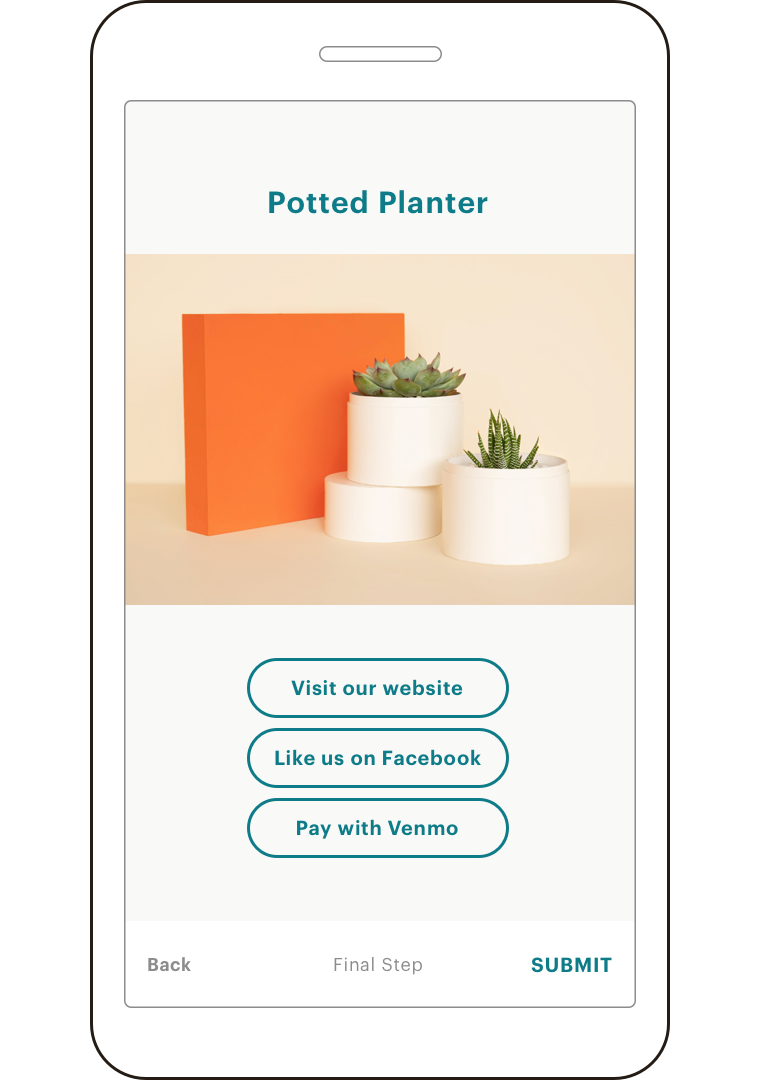 Potted Planter
Visit our website
Like us on Facebook
Pay with Venmo
Back
Final Step
SUBMIT